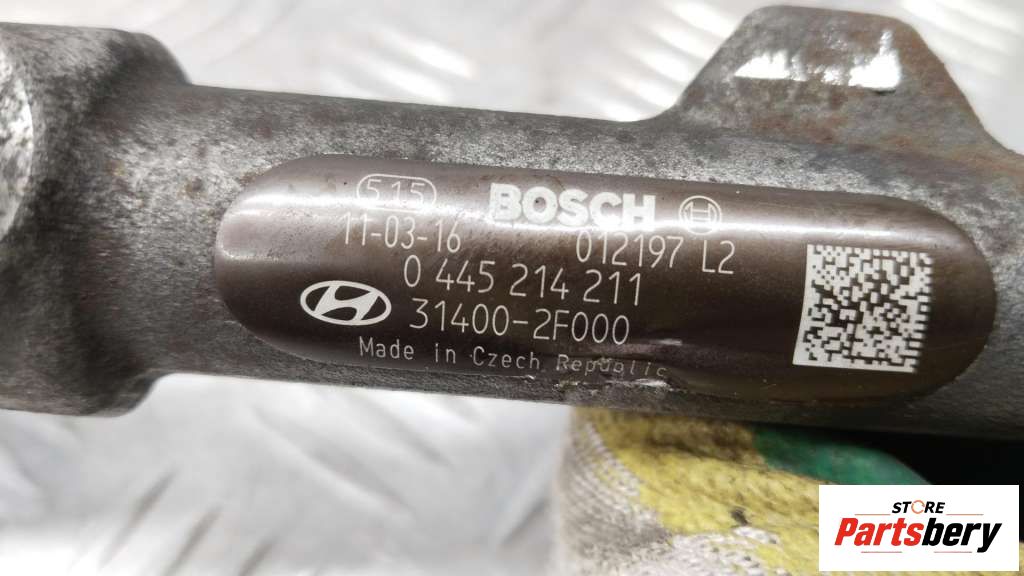 515 BOSCH
11-03-16 012197 L2
0 445 214 211
31400-2F000
Made in Czech Republic
STORE
Partsbery